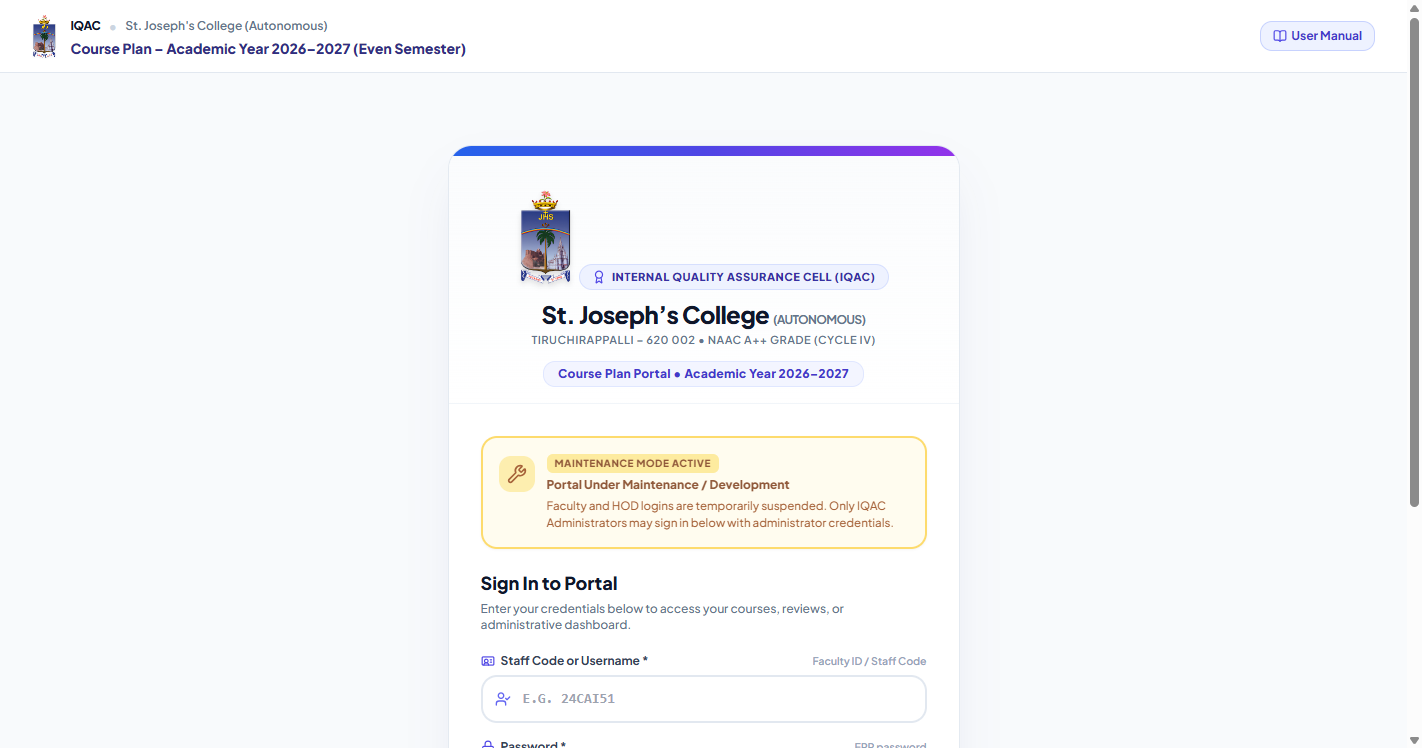 IQAC • St. Joseph's College (Autonomous)
Course Plan – Academic Year 2026–2027 (Even Semester)
User Manual
JHS
INTERNAL QUALITY ASSURANCE CELL (IQAC)
St. Joseph’s College (AUTONOMOUS)
TIRUCHIRAPPALLI – 620 002 • NAAC A++ GRADE (CYCLE IV)
Course Plan Portal • Academic Year 2026–2027
MAINTENANCE MODE ACTIVE
Portal Under Maintenance / Development
Faculty and HOD logins are temporarily suspended. Only IQAC
Administrators may sign in below with administrator credentials.
Sign In to Portal
Enter your credentials below to access your courses, reviews, or
administrative dashboard.
Staff Code or Username * Faculty ID / Staff Code
E.G. 24CAI51
Password * ERP password